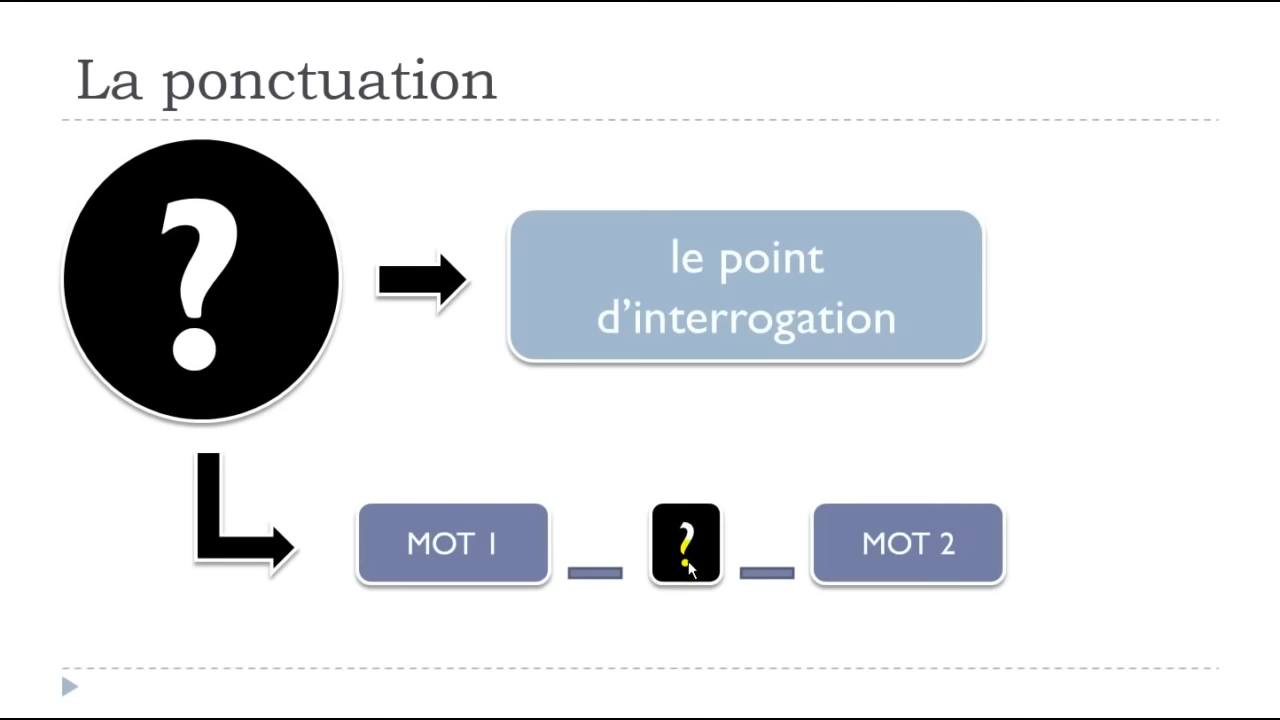 La ponctuation
?
le point
d’interrogation
MOT 1 _ ? _ MOT 2